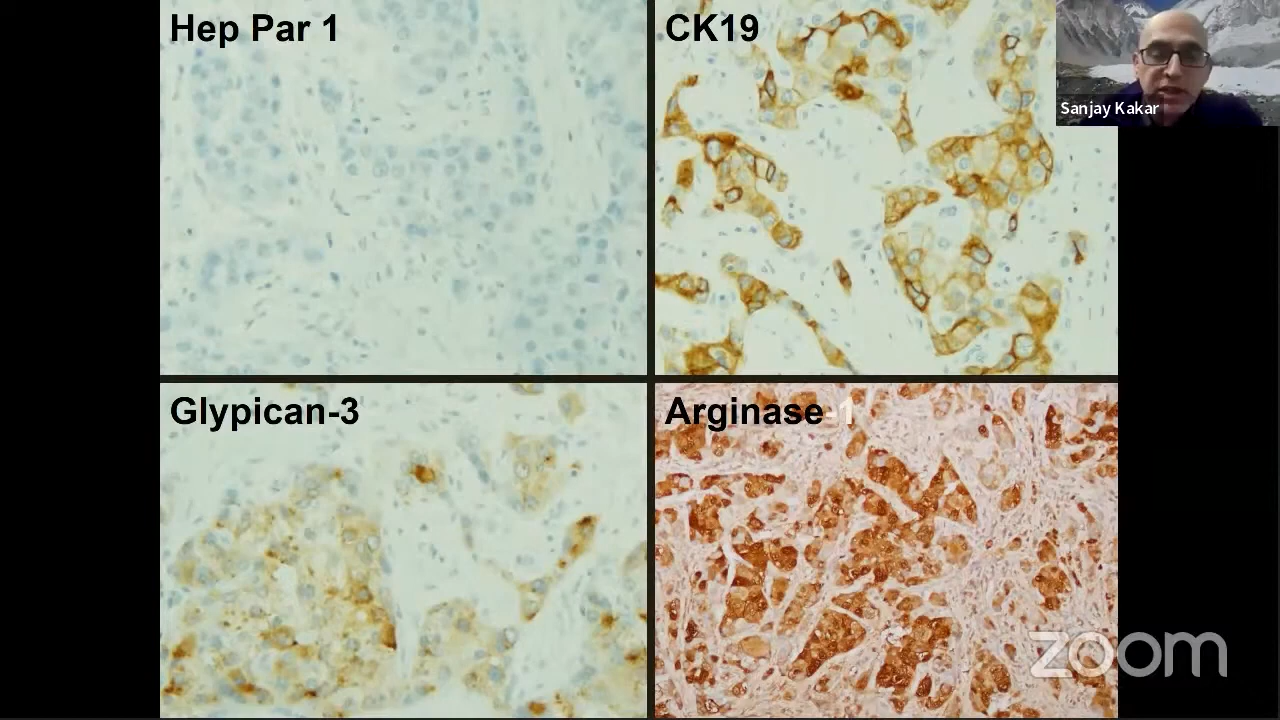 Hep Par 1
CK19
Sanjay Kakar
Glypican-3
Arginase-1
zoom